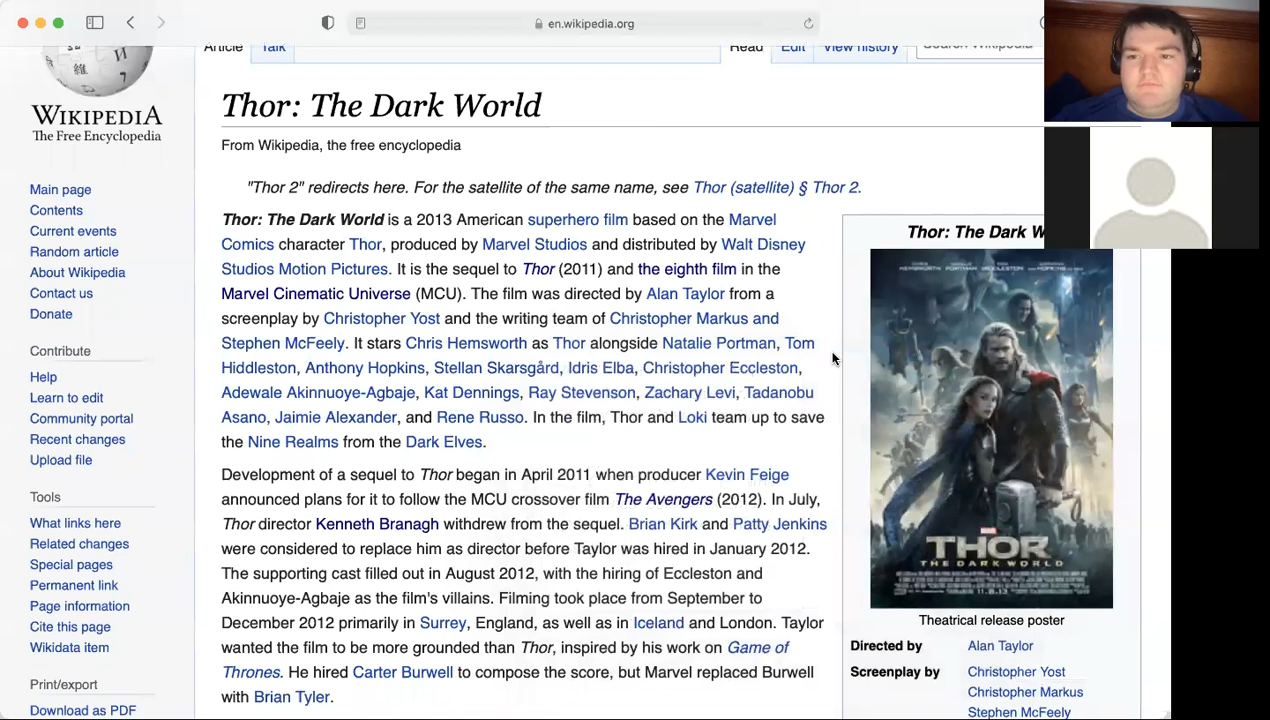 en.wikipedia.org
Article Talk Read Edit View history Search Wikipedia
WIKIPEDIA
The Free Encyclopedia
Main page
Contents
Current events
Random article
About Wikipedia
Contact us
Donate
Contribute
Help
Learn to edit
Community portal
Recent changes
Upload file
Tools
What links here
Related changes
Special pages
Permanent link
Page information
Cite this page
Wikidata item
Print/export
Download as PDF
Thor: The Dark World
From Wikipedia, the free encyclopedia
"Thor 2" redirects here. For the satellite of the same name, see Thor (satellite) § Thor 2.
Thor: The Dark World is a 2013 American superhero film based on the Marvel
Comics character Thor, produced by Marvel Studios and distributed by Walt Disney
Studios Motion Pictures. It is the sequel to Thor (2011) and the eighth film in the
Marvel Cinematic Universe (MCU). The film was directed by Alan Taylor from a
screenplay by Christopher Yost and the writing team of Christopher Markus and
Stephen McFeely. It stars Chris Hemsworth as Thor alongside Natalie Portman, Tom
Hiddleston, Anthony Hopkins, Stellan Skarsgård, Idris Elba, Christopher Eccleston,
Adewale Akinnuoye-Agbaje, Kat Dennings, Ray Stevenson, Zachary Levi, Tadanobu
Asano, Jaimie Alexander, and Rene Russo. In the film, Thor and Loki team up to save
the Nine Realms from the Dark Elves.
Development of a sequel to Thor began in April 2011 when producer Kevin Feige
announced plans for it to follow the MCU crossover film The Avengers (2012). In July,
Thor director Kenneth Branagh withdrew from the sequel. Brian Kirk and Patty Jenkins
were considered to replace him as director before Taylor was hired in January 2012.
The supporting cast filled out in August 2012, with the hiring of Eccleston and
Akinnuoye-Agbaje as the film's villains. Filming took place from September to
December 2012 primarily in Surrey, England, as well as in Iceland and London. Taylor
wanted the film to be more grounded than Thor, inspired by his work on Game of
Thrones. He hired Carter Burwell to compose the score, but Marvel replaced Burwell
with Brian Tyler.
Thor: The Dark W
MARVEL
THOR
THE DARK WORLD
11.8.13
Theatrical release poster
Directed by Alan Taylor
Screenplay by Christopher Yost
Christopher Markus
Stephen McFeely